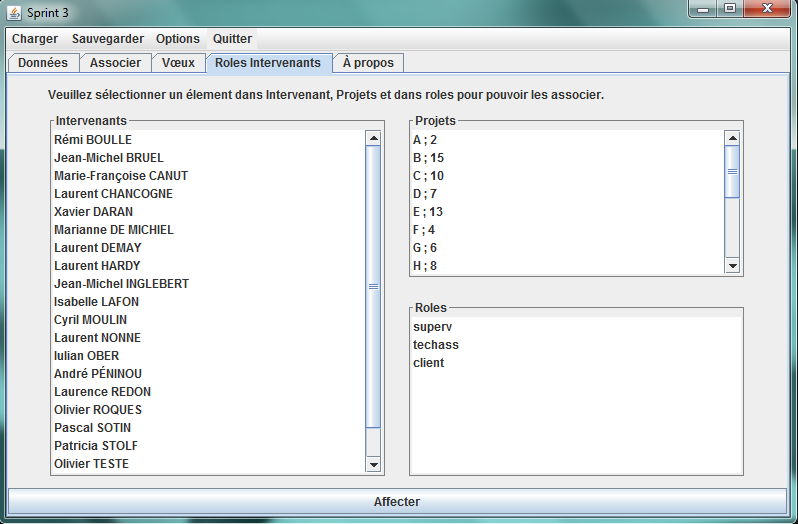 Sprint 3
Charger Sauvegarder Options Quitter
Données Associer Vœux Roles Intervenants À propos
Veuillez sélectionner un élement dans Intervenant, Projets et dans roles pour pouvoir les associer.
Intervenants
Rémi BOULLE
Jean-Michel BRUEL
Marie-Françoise CANUT
Laurent CHANCOGNE
Xavier DARAN
Marianne DE MICHIEL
Laurent DEMAY
Laurent HARDY
Jean-Michel INGLEBERT
Isabelle LAFON
Cyril MOULIN
Laurent NONNE
Iulian OBER
André PÉNINOU
Laurence REDON
Olivier ROQUES
Pascal SOTIN
Patricia STOLF
Olivier TESTE
Projets
A ; 2
B ; 15
C ; 10
D ; 7
E ; 13
F ; 4
G ; 6
H ; 8
Roles
superv
techass
client
Affecter